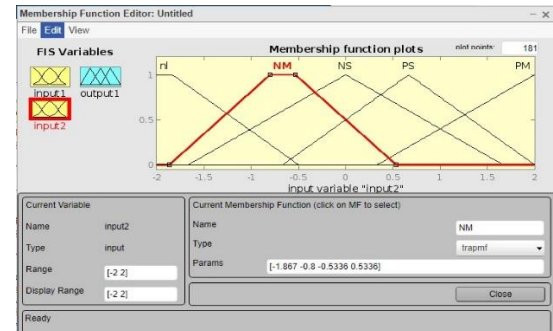 Membership Function Editor: Untitled
File Edit View
FIS Variables
input1 output1
input2
Membership function plots plot points: 181
nl NM NS PS PM
1
0.5
0
-2 -1.5 -1 -0.5 0 0.5 1 1.5 2
input variable "input2"
Current Variable
Name input2
Type input
Range [-2 2]
Display Range [-2 2]
Current Membership Function (click on MF to select)
Name NM
Type trapmf
Params [-1.867 -0.8 -0.5336 0.5336]
Close
Ready